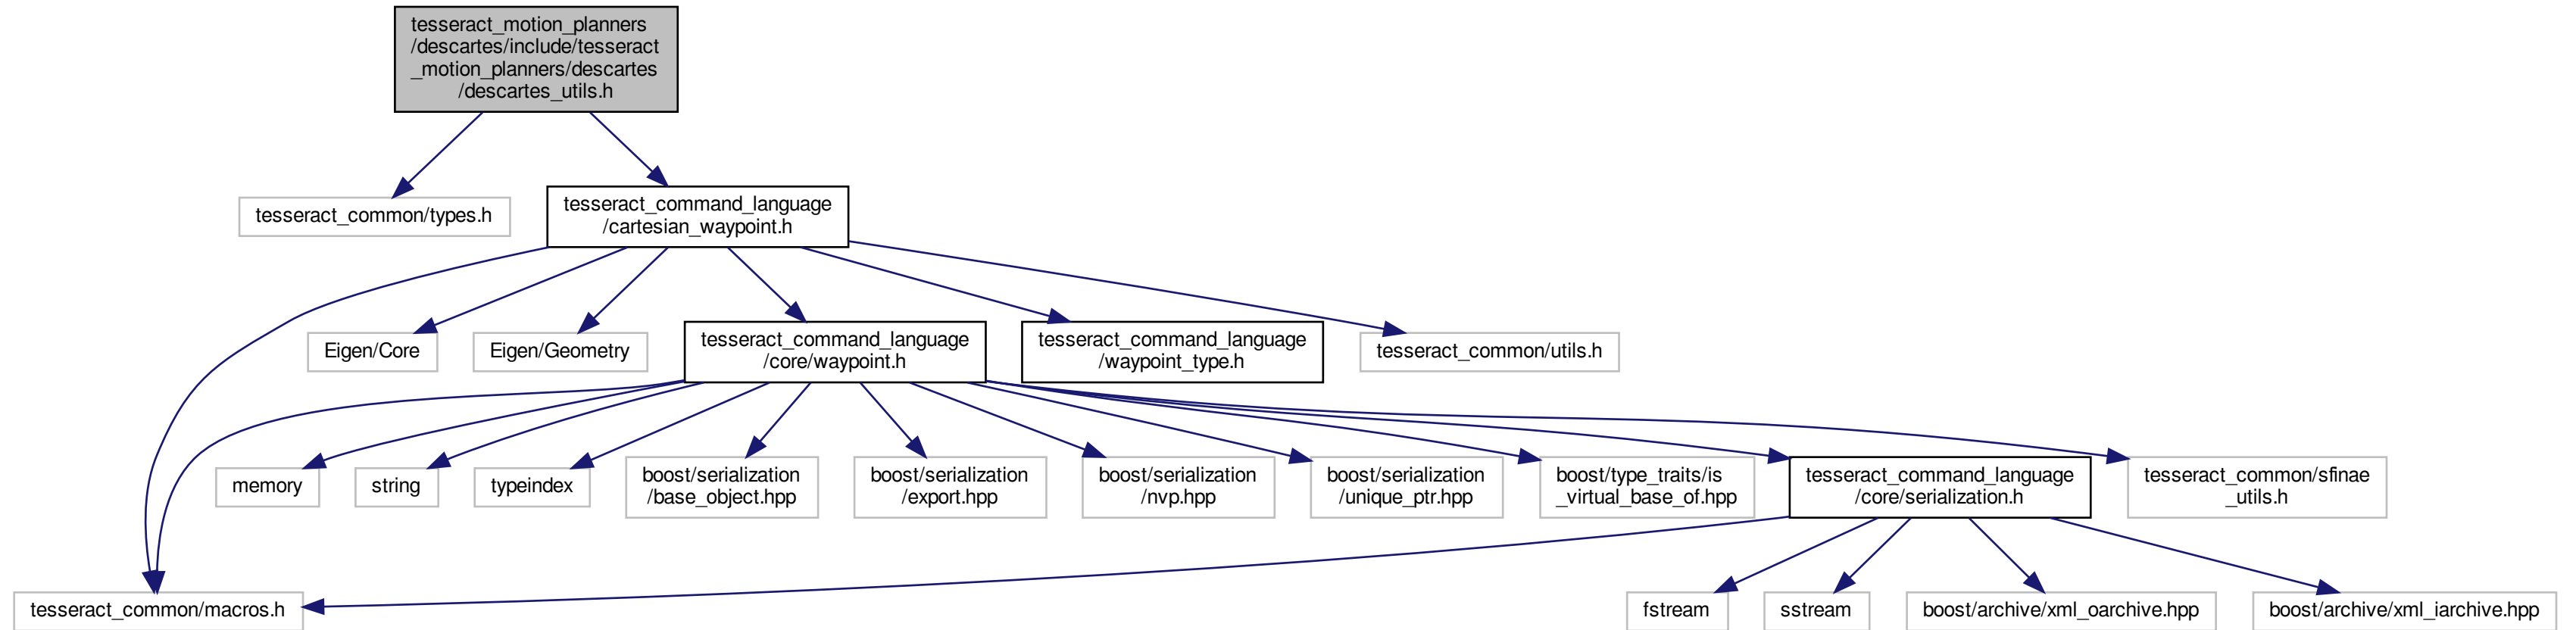 tesseract_motion_planners
/descartes/include/tesseract
_motion_planners/descartes
/descartes_utils.h
tesseract_common/types.h
tesseract_command_language
/cartesian_waypoint.h
Eigen/Core
Eigen/Geometry
tesseract_command_language
/core/waypoint.h
tesseract_command_language
/waypoint_type.h
tesseract_common/utils.h
memory
string
typeindex
boost/serialization
/base_object.hpp
boost/serialization
/export.hpp
boost/serialization
/nvp.hpp
boost/serialization
/unique_ptr.hpp
boost/type_traits/is
_virtual_base_of.hpp
tesseract_command_language
/core/serialization.h
tesseract_common/sfinae
_utils.h
tesseract_common/macros.h
fstream
sstream
boost/archive/xml_oarchive.hpp
boost/archive/xml_iarchive.hpp